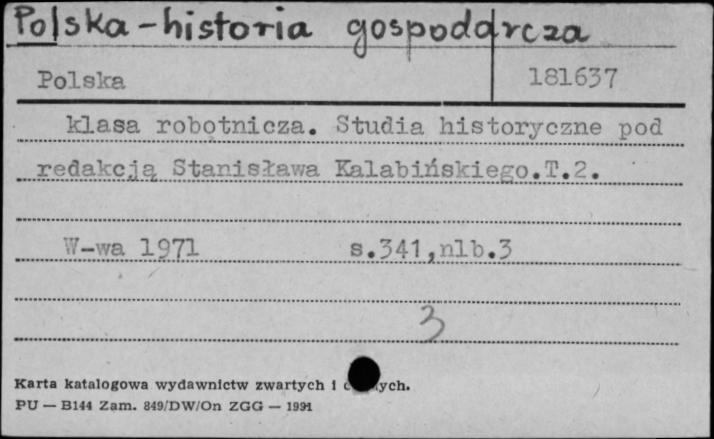 Polska-historia gospodarcza
Polska 181637
klasa robotnicza. Studia historyczne pod
redakcją Stanisława Kalabińskiego.T.2.
W-wa 1971 s.341,nlb.3
3
Karta katalogowa wydawnictw zwartych i
PU — B144 Zam. 849/DW/On ZGG — 1991